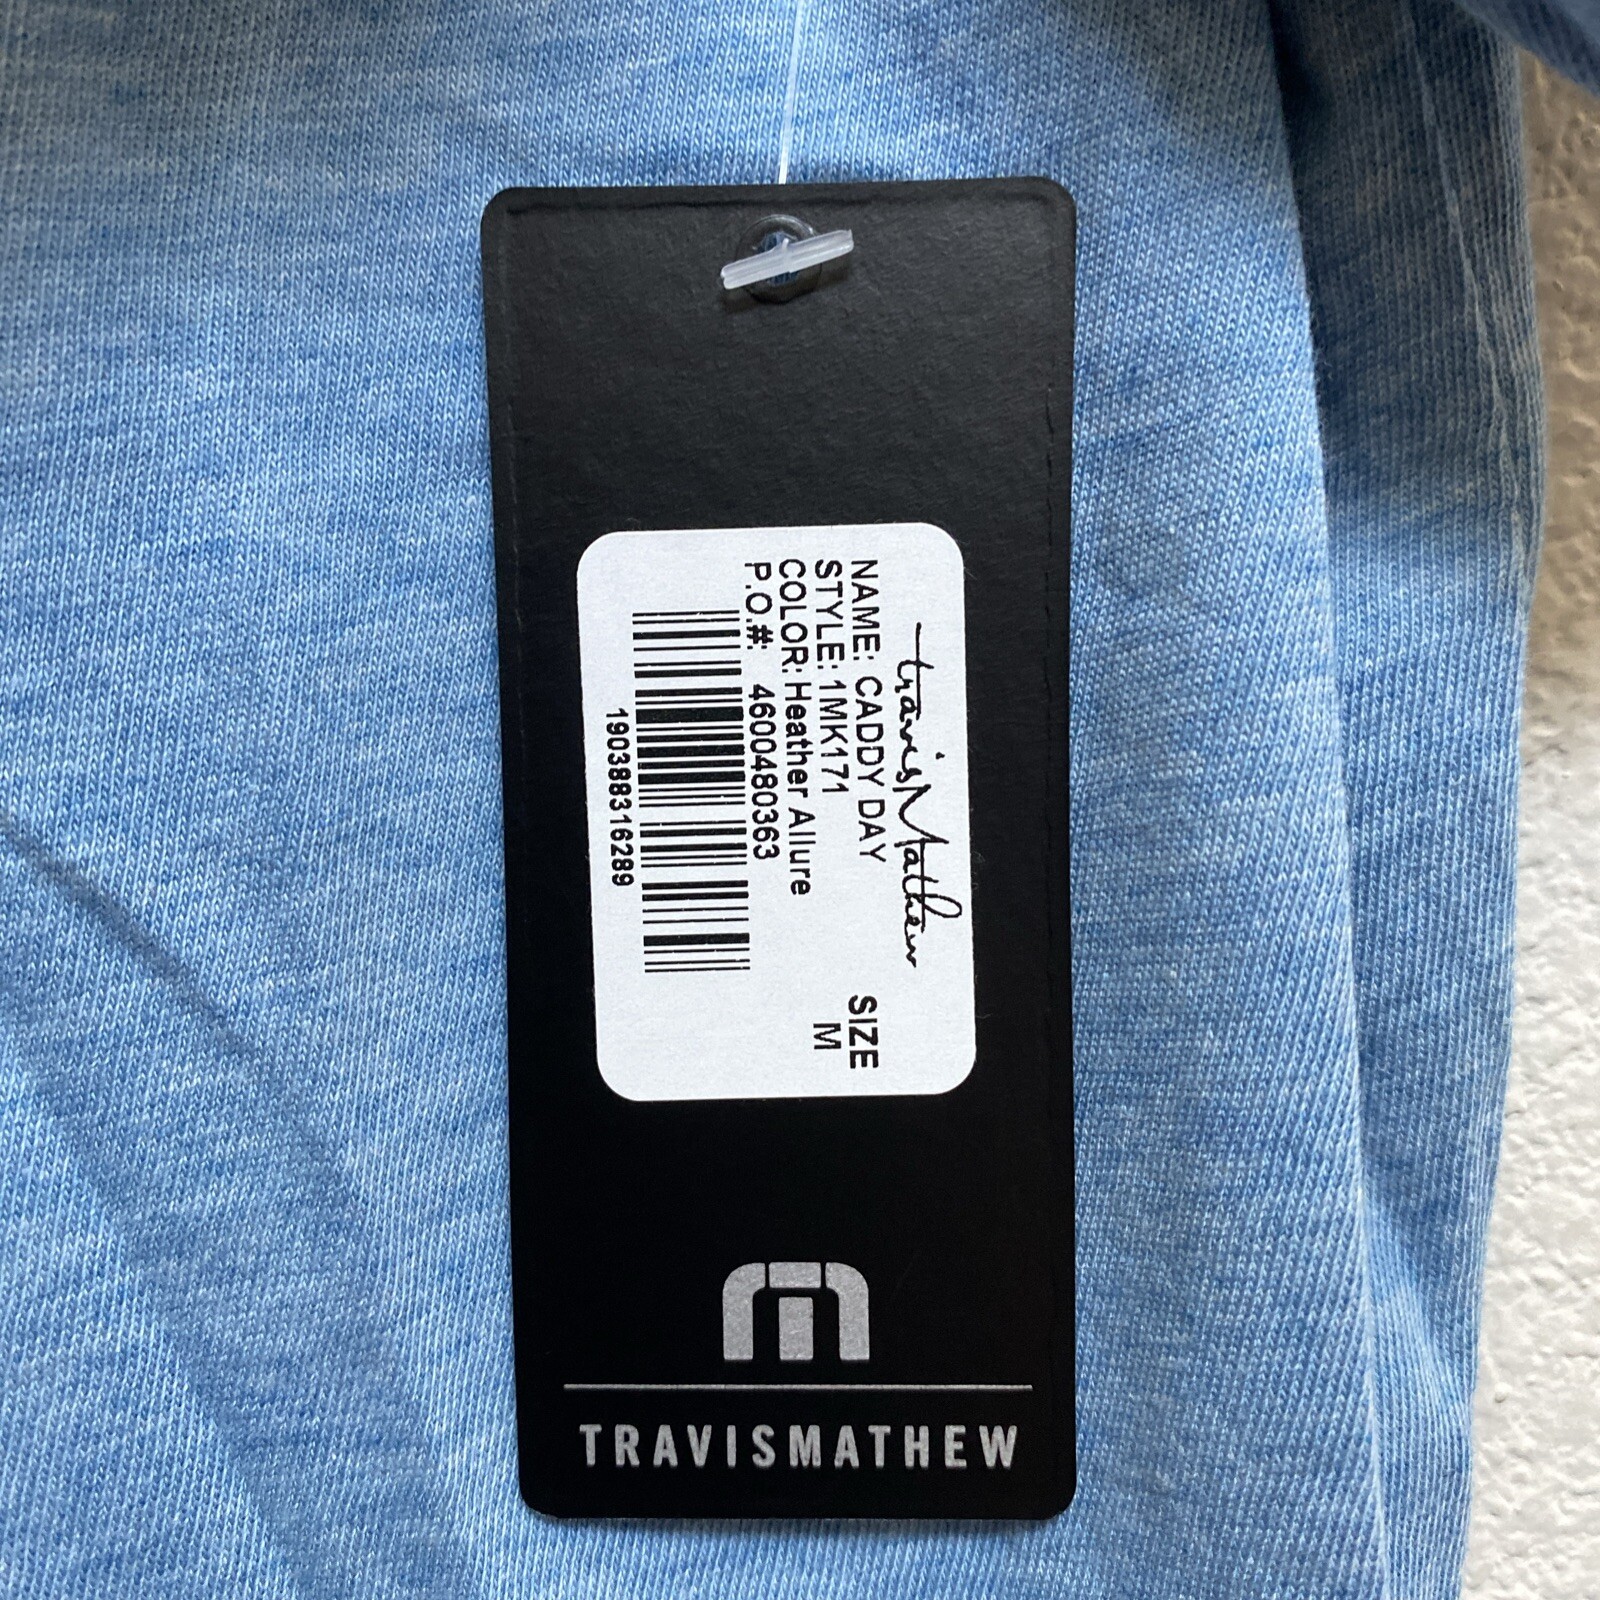 travisMathew
NAME: CADDY DAY
SIZE
STYLE: 1MK171
M
COLOR: Heather Allure
P.O.#: 4600480363
190388316289
TRAVISMATHEW